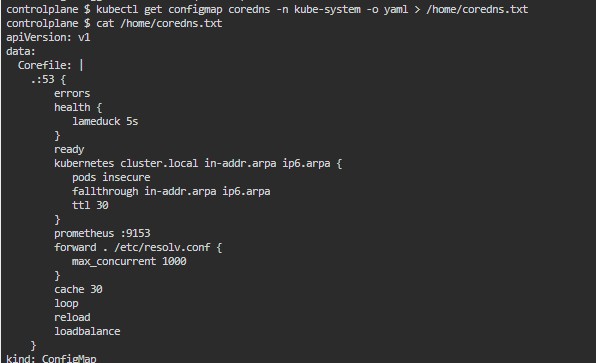 controlplane $ kubectl get configmap coredns -n kube-system -o yaml > /home/coredns.txt
controlplane $ cat /home/coredns.txt
apiVersion: v1
data:
  Corefile: |
    .:53 {
        errors
        health {
           lameduck 5s
        }
        ready
        kubernetes cluster.local in-addr.arpa ip6.arpa {
           pods insecure
           fallthrough in-addr.arpa ip6.arpa
           ttl 30
        }
        prometheus :9153
        forward . /etc/resolv.conf {
           max_concurrent 1000
        }
        cache 30
        loop
        reload
        loadbalance
    }
kind: ConfigMap